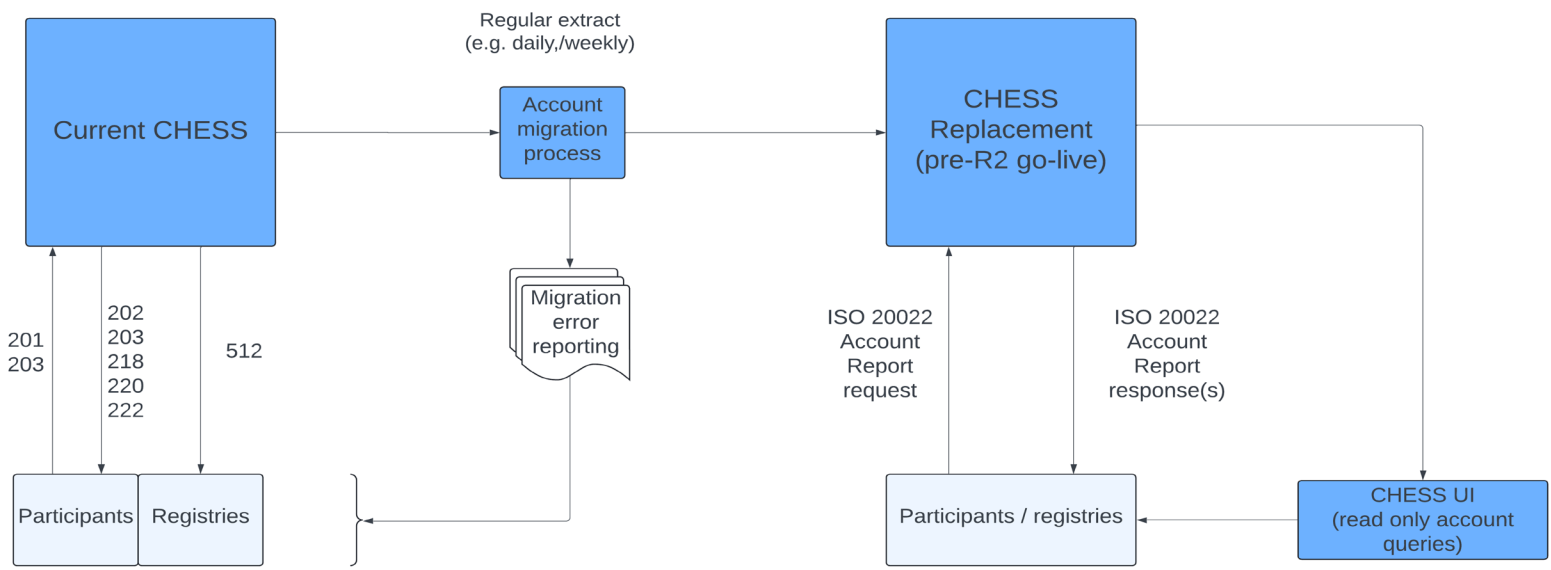 Regular extract
(e.g. daily,/weekly)
Current CHESS
Account
migration
process
CHESS
Replacement
(pre-R2 go-live)
201
203
202
203
218
220
222
512
Migration
error
reporting
ISO 20022
Account
Report
request
ISO 20022
Account
Report
response(s)
Participants
Registries
Participants / registries
CHESS UI
(read only account
queries)